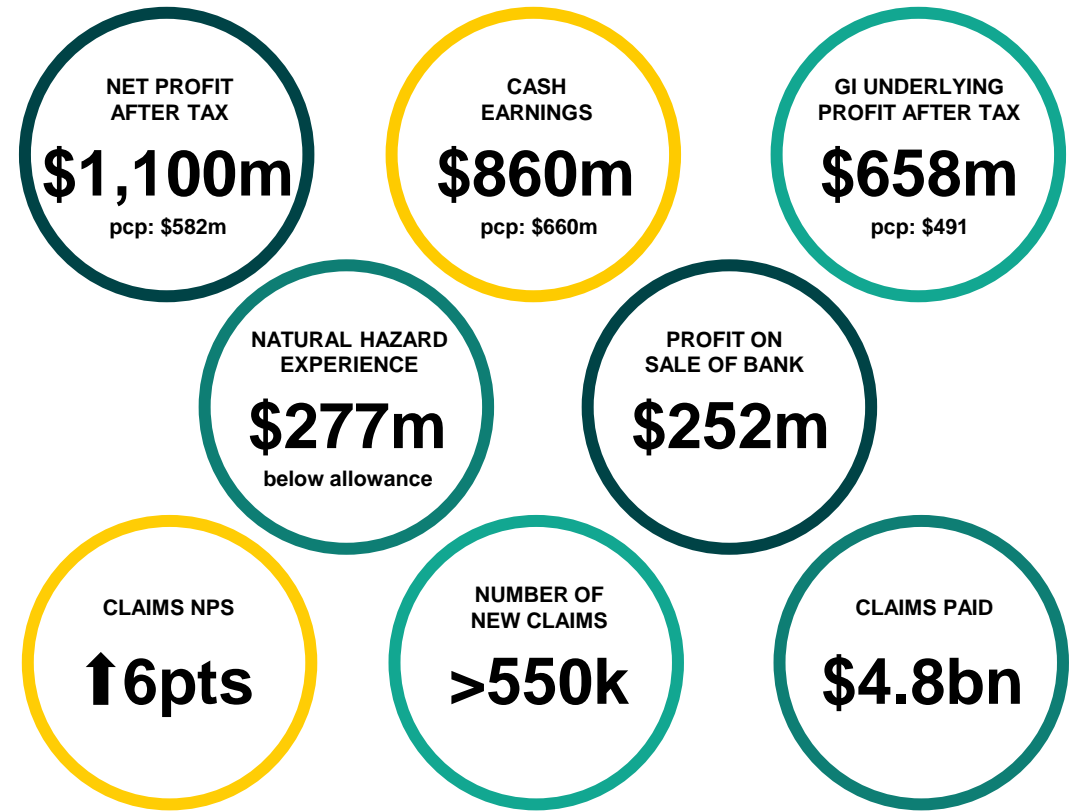 NET PROFIT
AFTER TAX
$1,100m
pcp: $582m
CASH
EARNINGS
$860m
pcp: $660m
GI UNDERLYING
PROFIT AFTER TAX
$658m
pcp: $491
NATURAL HAZARD
EXPERIENCE
$277m
below allowance
PROFIT ON
SALE OF BANK
$252m
CLAIMS NPS
⬆6pts
NUMBER OF
NEW CLAIMS
>550k
CLAIMS PAID
$4.8bn